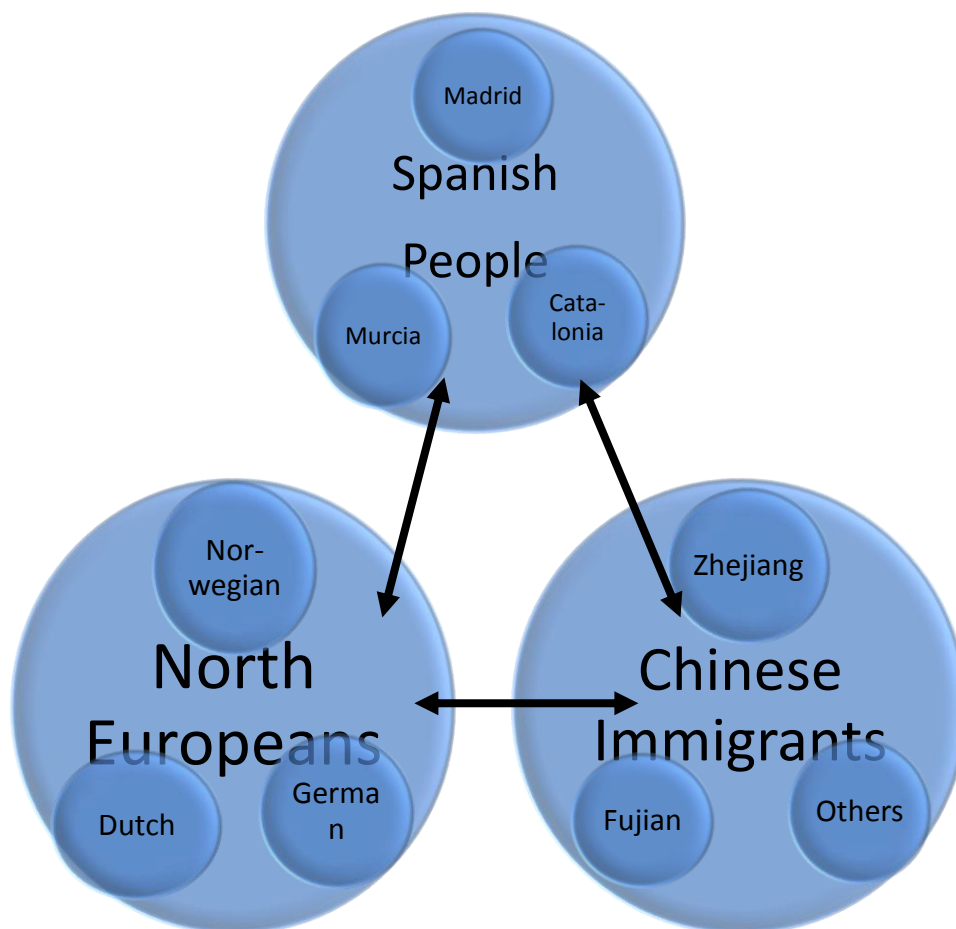 Madrid
Spanish
People
Murcia
Cata-
lonia
Nor-
wegian
North
Europeans
Dutch
Germa
n
Zhejiang
Chinese
Immigrants
Fujian
Others